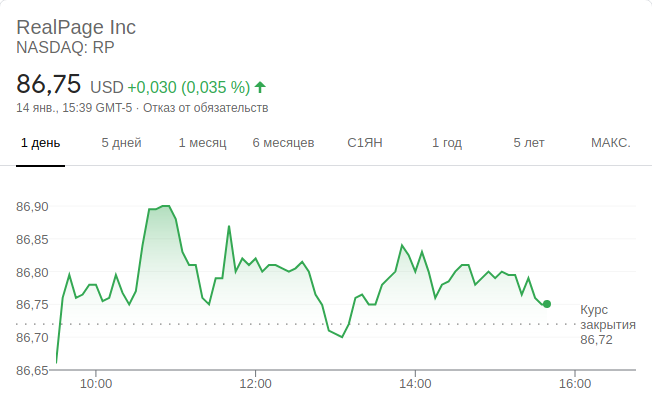 RealPage Inc
NASDAQ: RP
86,75 USD +0,030 (0,035 %)
14 янв., 15:39 GMT-5 · Отказ от обязательств
1 день 5 дней 1 месяц 6 месяцев С1ЯН 1 год 5 лет МАКС.
86,90
86,85
86,80
86,75
86,70
86,65
Курс
закрытия
86,72
10:00 12:00 14:00 16:00